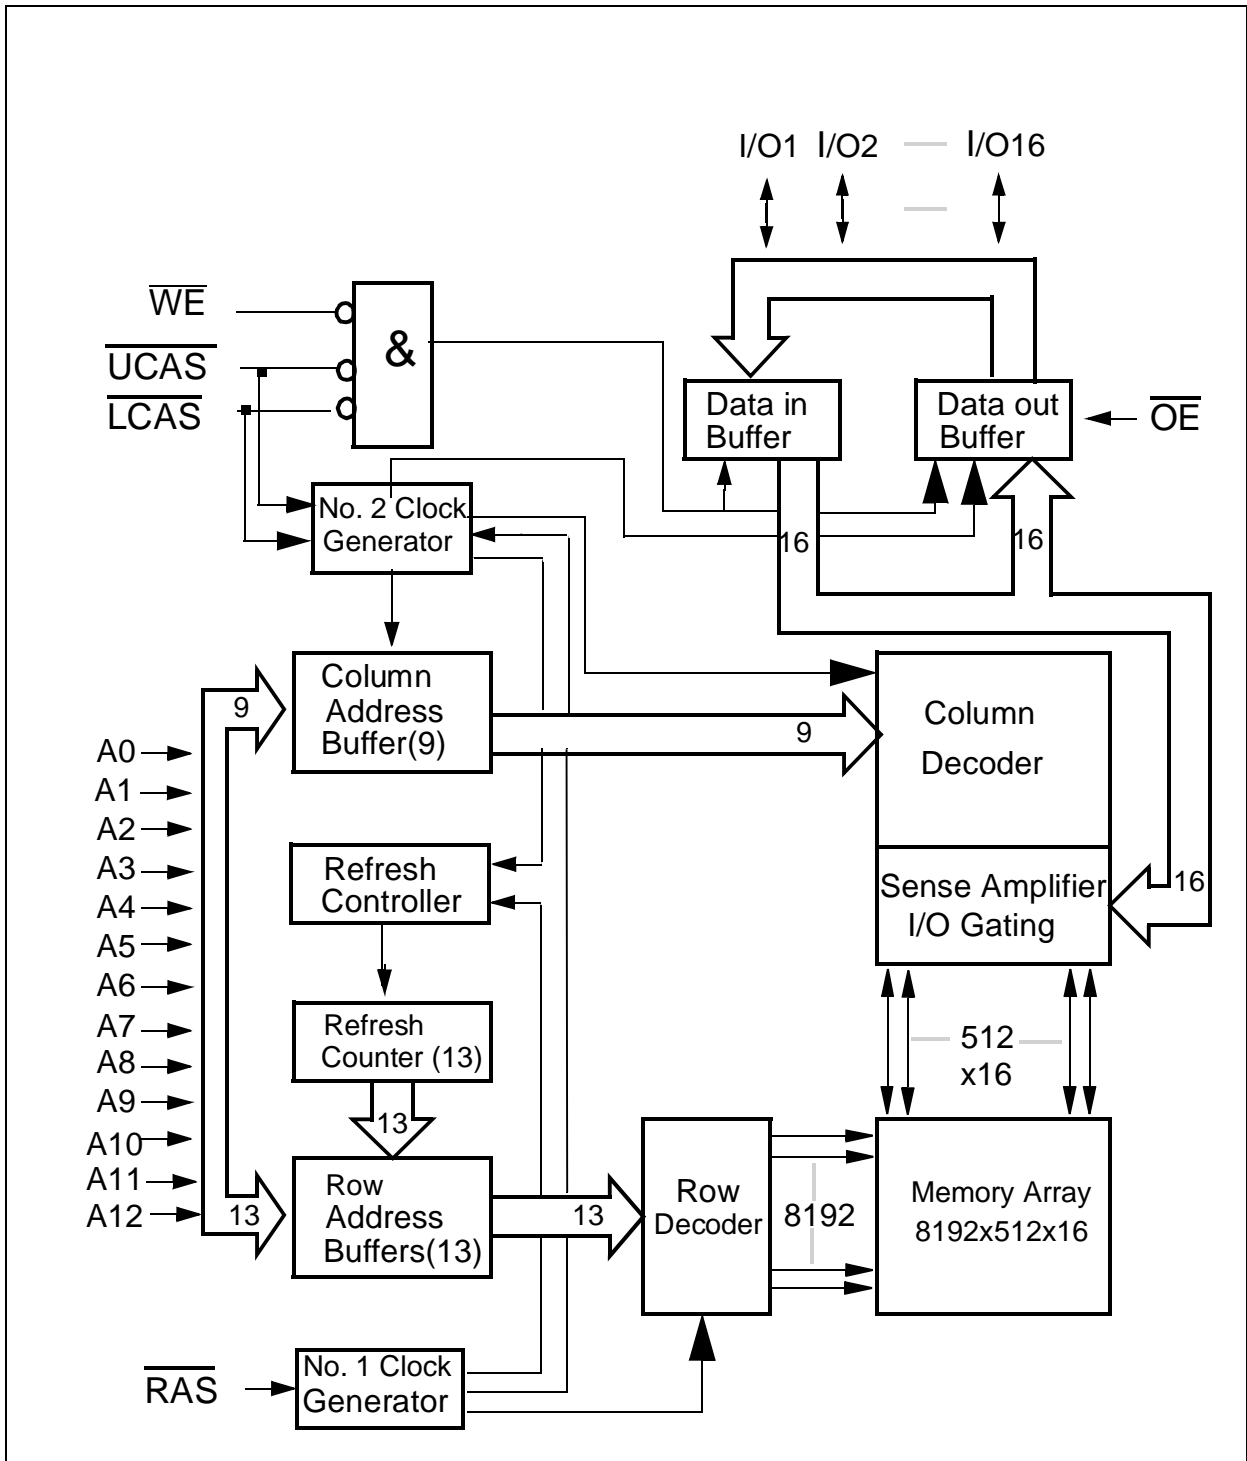 I/O1 I/O2 I/O16
WE
UCAS
LCAS
&
Data in
Buffer
Data out
Buffer
OE
No. 2 Clock
Generator
16
16
Column
Address
Buffer(9)
9
9
Column
Decoder
A0
A1
A2
A3
A4
A5
A6
A7
A8
A9
A10
A11
A12
Refresh
Controller
Sense Amplifier
I/O Gating
16
Refresh
Counter (13)
512
x16
13
Row
Address
Buffers(13)
13
13
Row
Decoder
8192
Memory Array
8192x512x16
RAS
No. 1 Clock
Generator